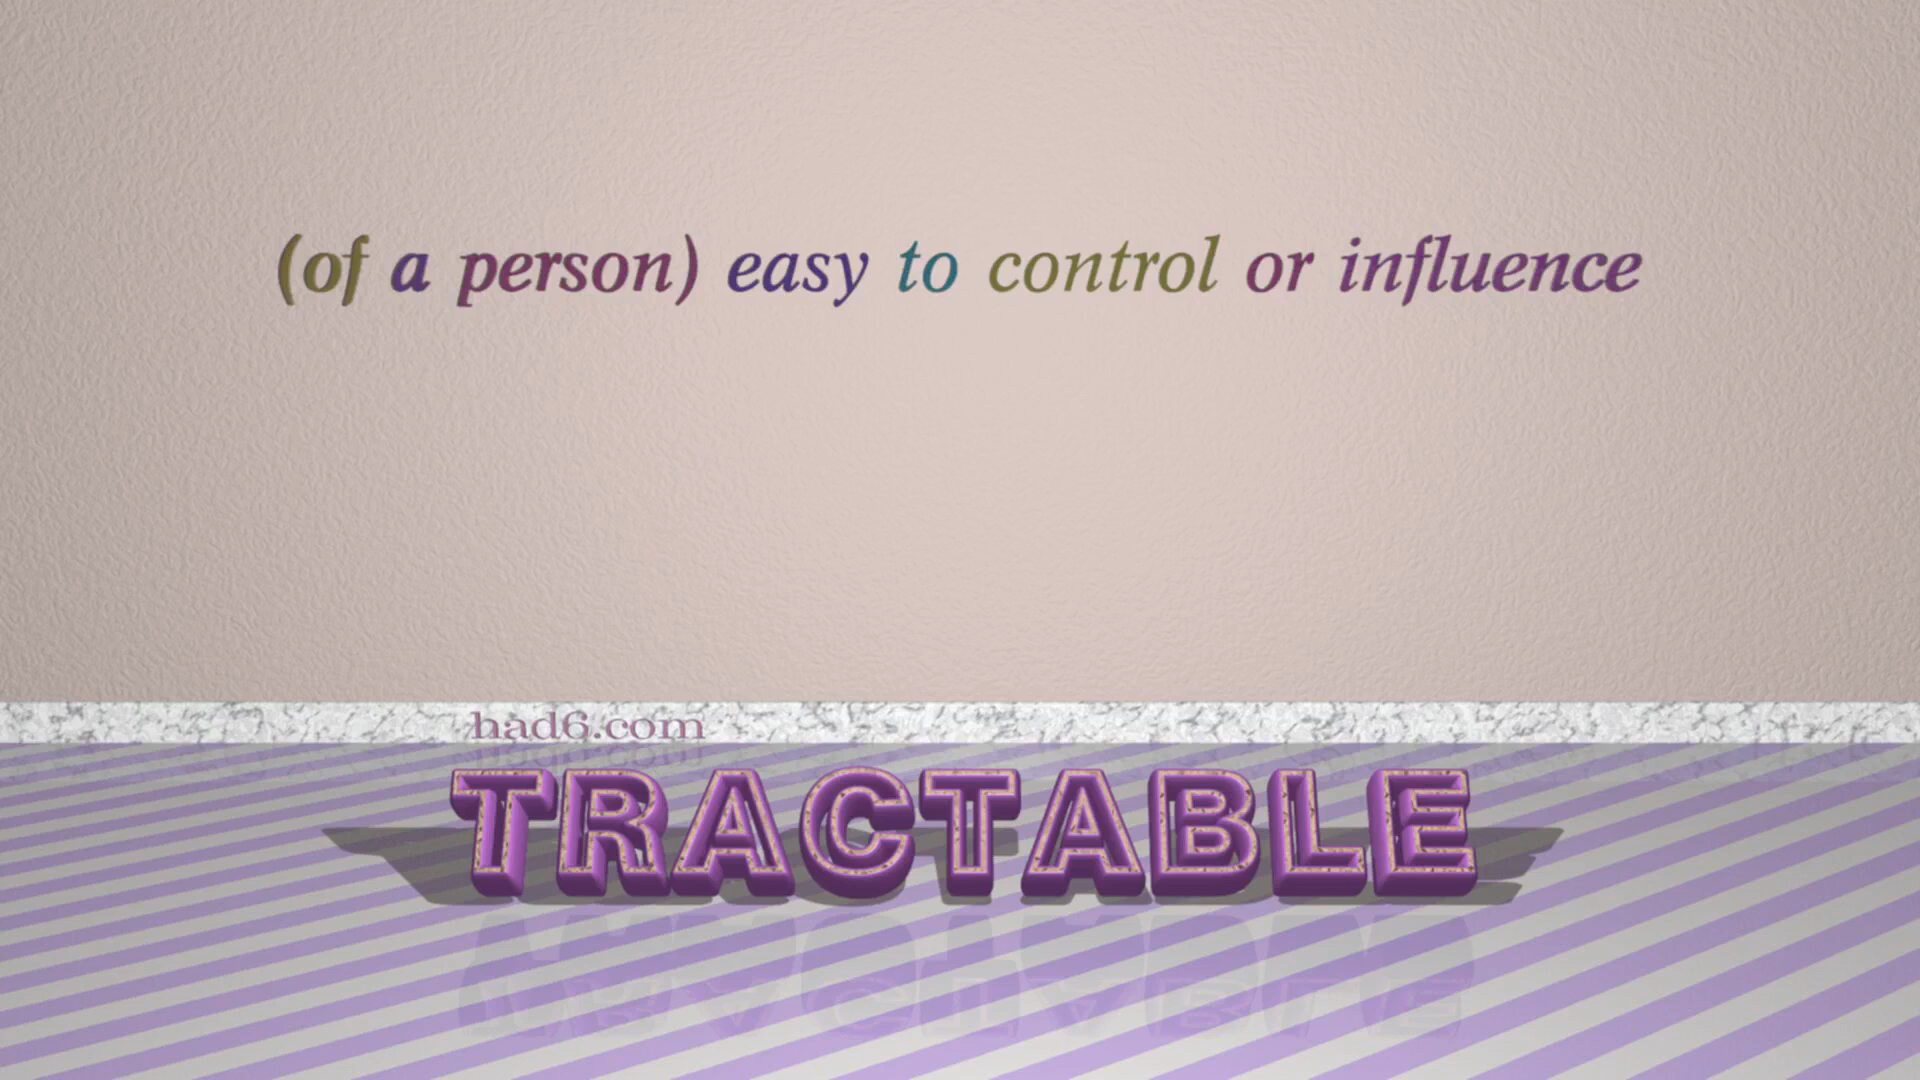 (of a person) easy to control or influence
had6.com
TRACTABLE